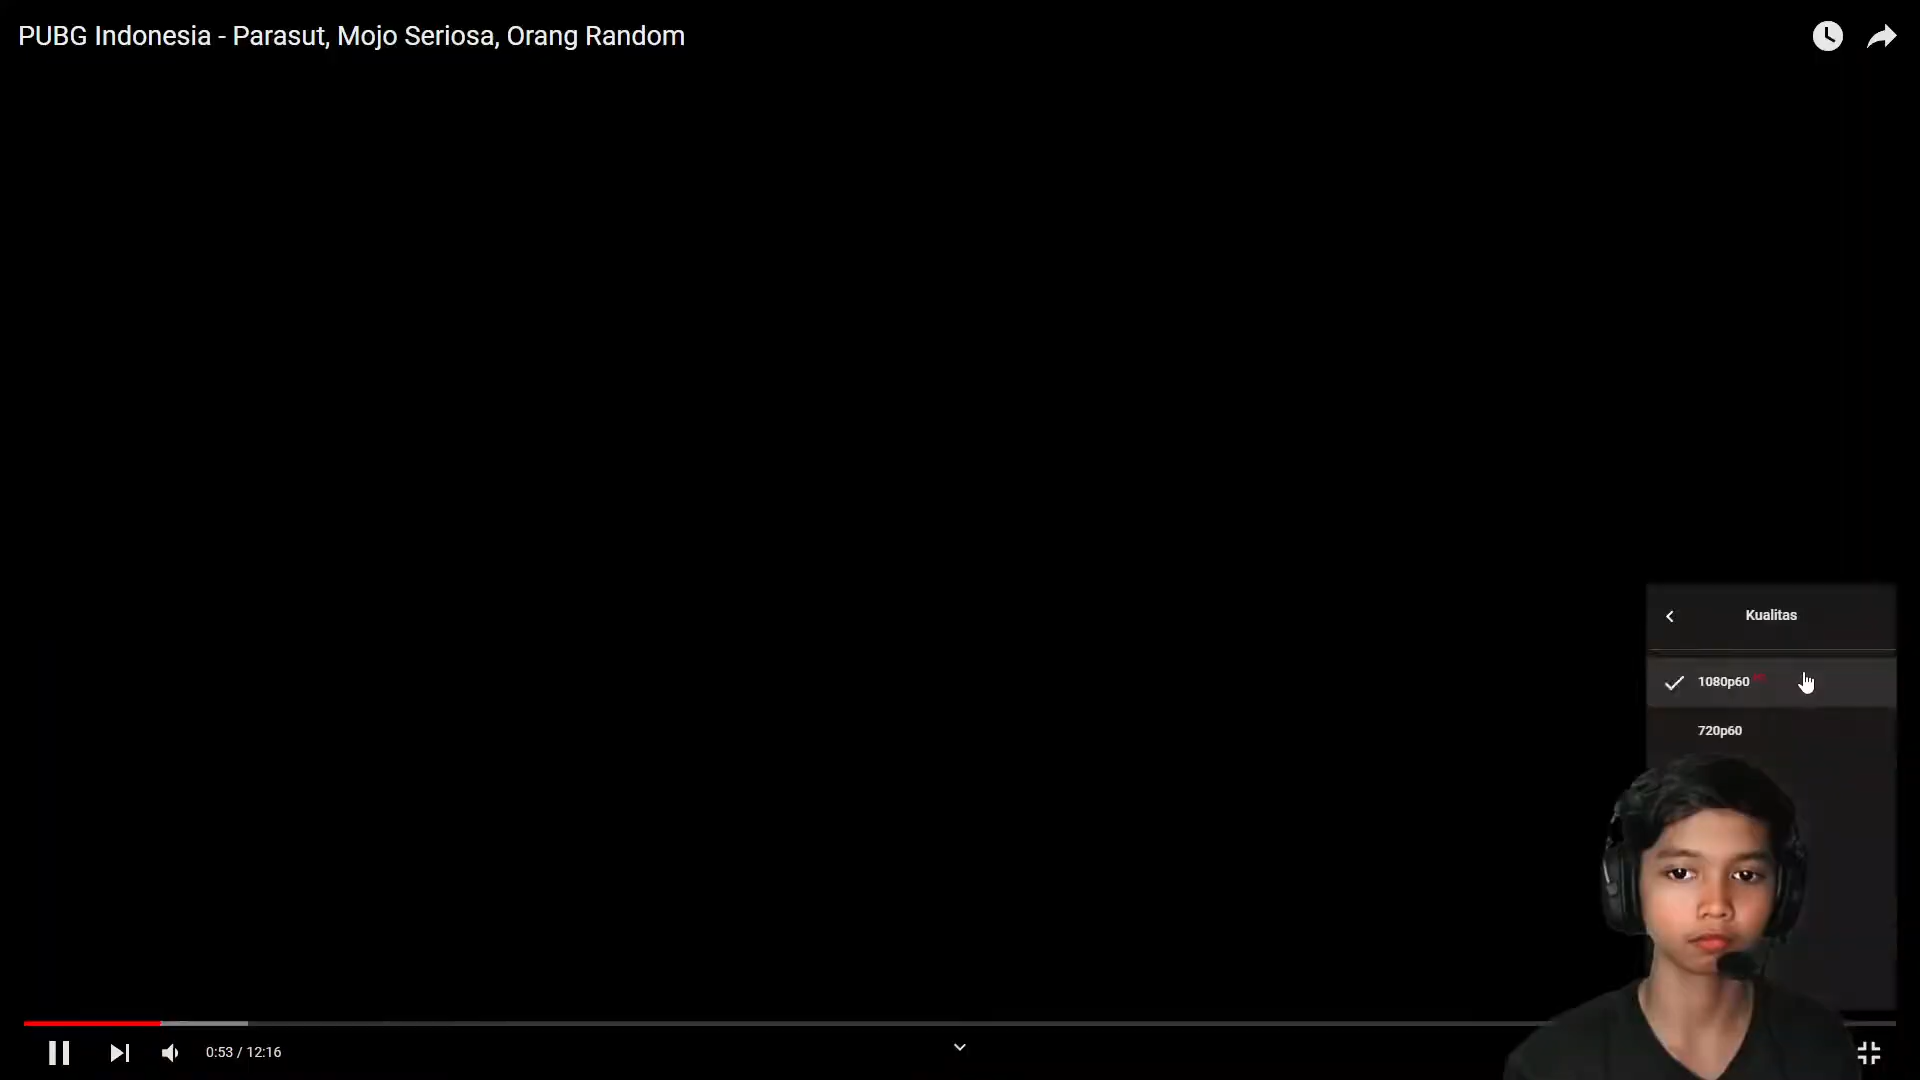 PUBG Indonesia - Parasut, Mojo Seriosa, Orang Random
Kualitas
1080p60
720p60
0:53 / 12:16